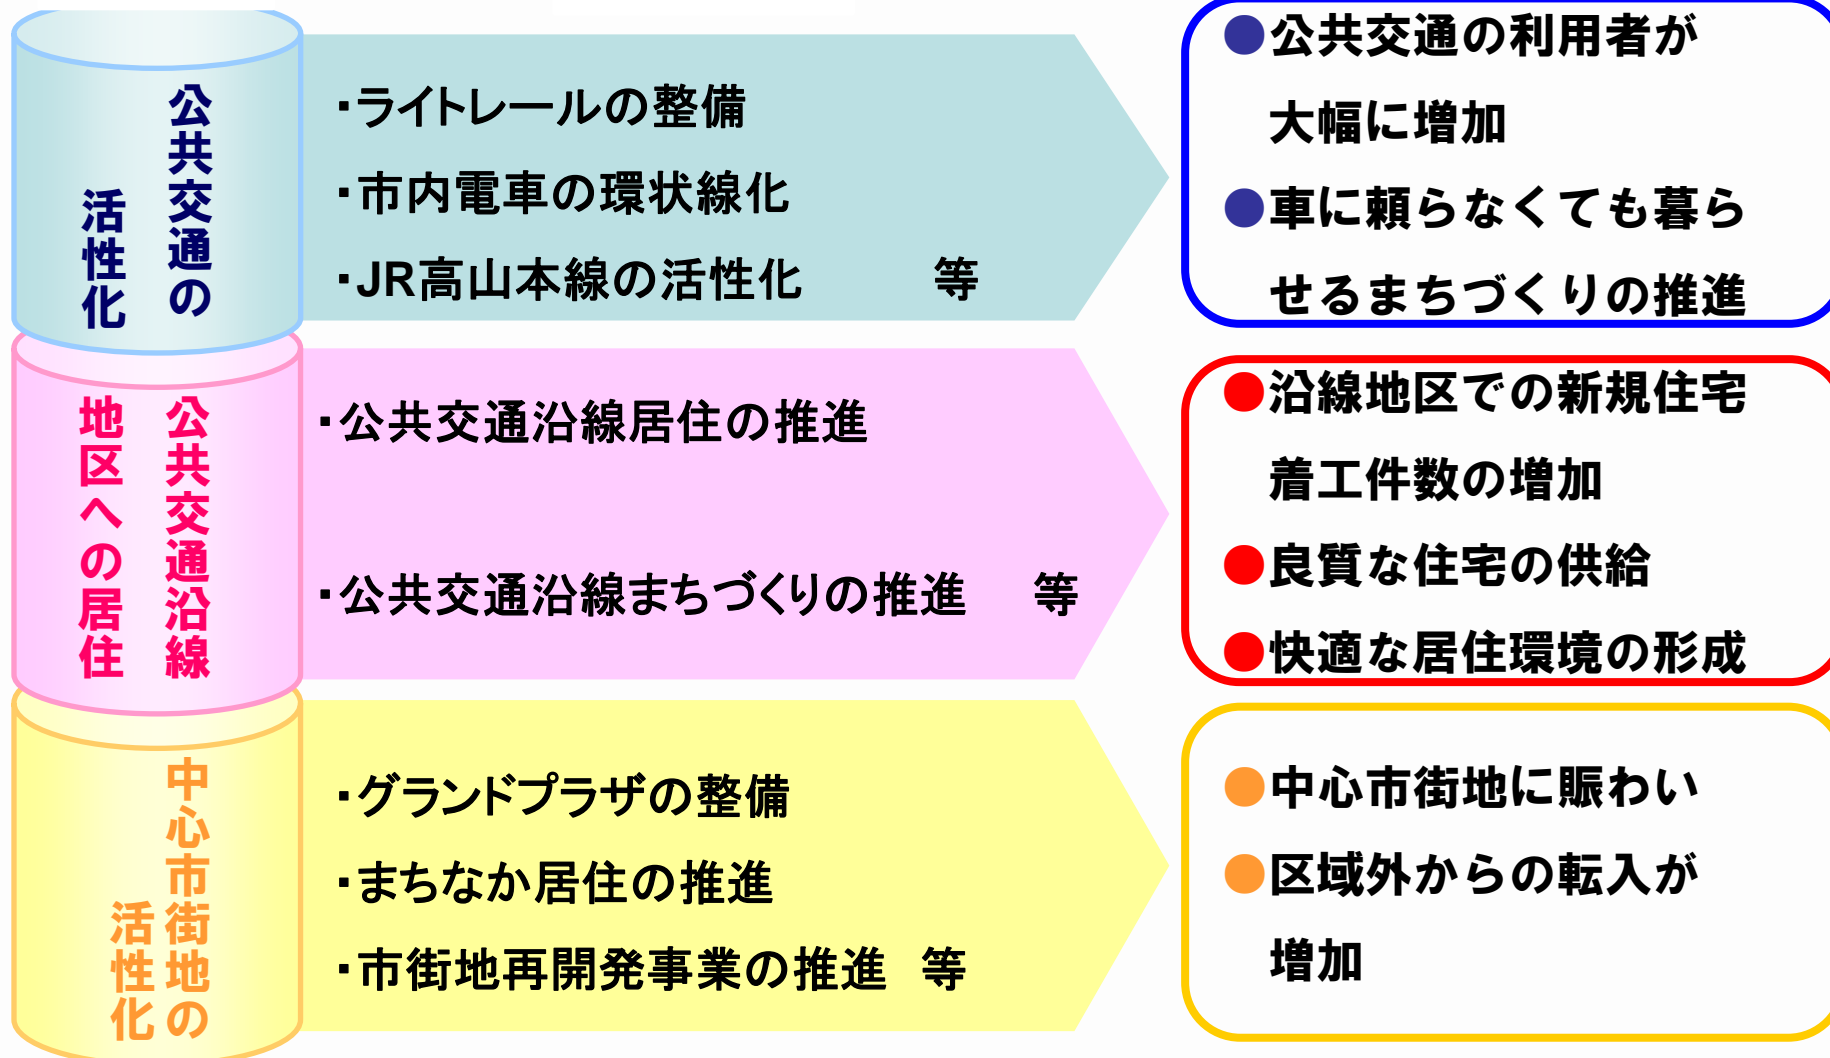 公共交通の
活性化
・ライトレールの整備
・市内電車の環状線化
・JR高山本線の活性化　等
●公共交通の利用者が
大幅に増加
●車に頼らなくても暮ら
せるまちづくりの推進
公共交通沿線
地区への居住
・公共交通沿線居住の推進
・公共交通沿線まちづくりの推進　等
●沿線地区での新規住宅
着工件数の増加
●良質な住宅の供給
●快適な居住環境の形成
中心市街地の
活性化
・グランドプラザの整備
・まちなか居住の推進
・市街地再開発事業の推進　等
●中心市街地に賑わい
●区域外からの転入が
増加